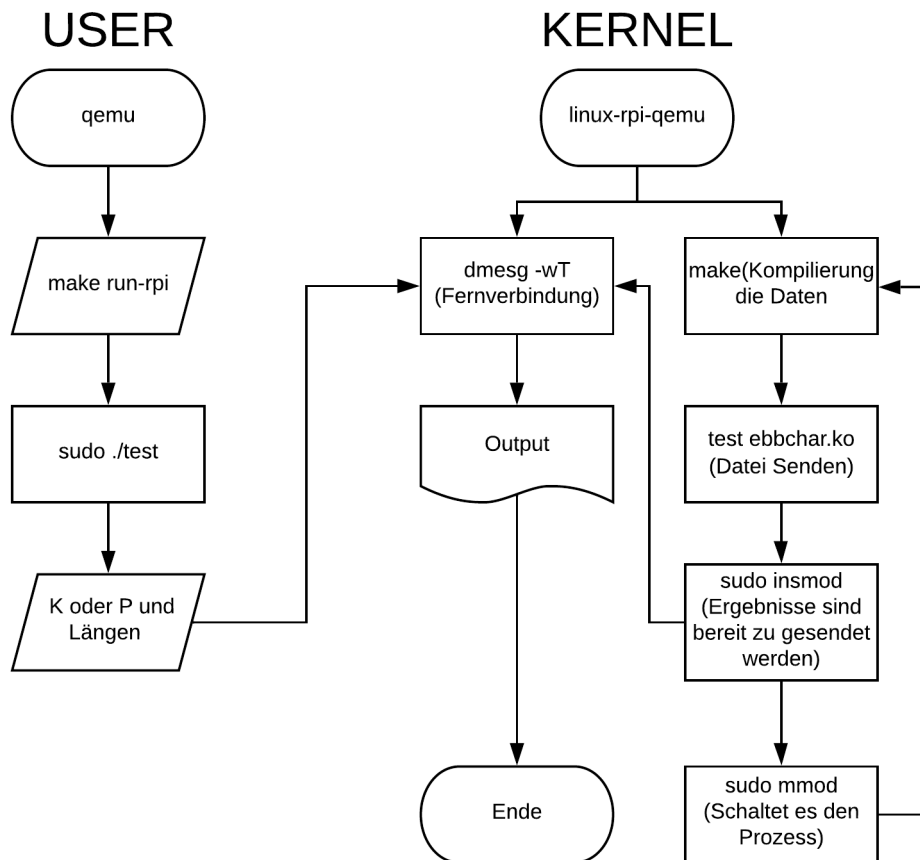 USER
KERNEL
qemu
linux-rpi-qemu
make run-rpi
dmesg -wT
(Fernverbindung)
make(Kompilierung
die Daten
sudo ./test
Output
test ebbchar.ko
(Datei Senden)
K oder P und
Längen
sudo insmod
(Ergebnisse sind
bereit zu gesendet
werden)
Ende
sudo mmod
(Schaltet es den
Prozess)